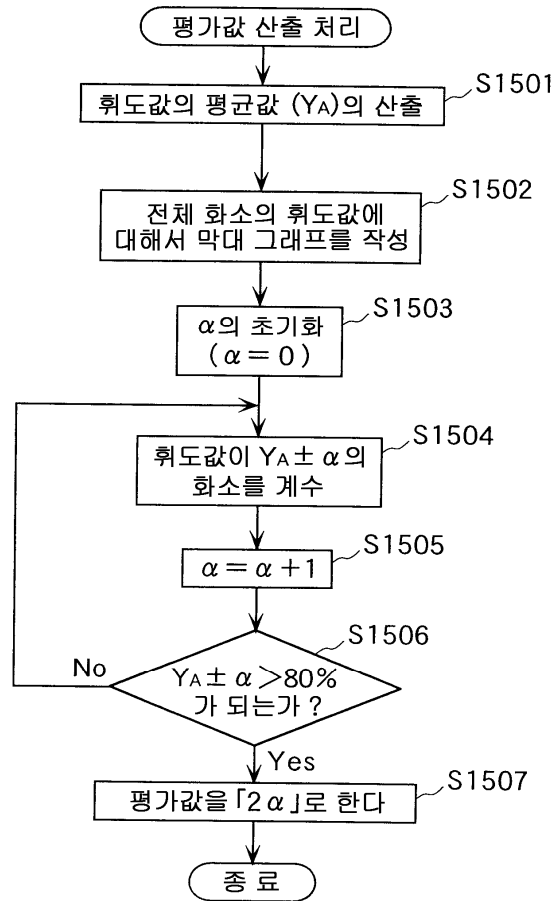 평가값 산출 처리
S1501
휘도값의 평균값 (YA)의 산출
S1502
전체 화소의 휘도값에
대해서 막대 그래프를 작성
S1503
α의 초기화
(α=0)
S1504
휘도값이 YA±α의
화소를 계수
S1505
α=α+1
S1506
No
YA±α>80%
가 되는가?
Yes
S1507
평가값을 「2α」로 한다
종료